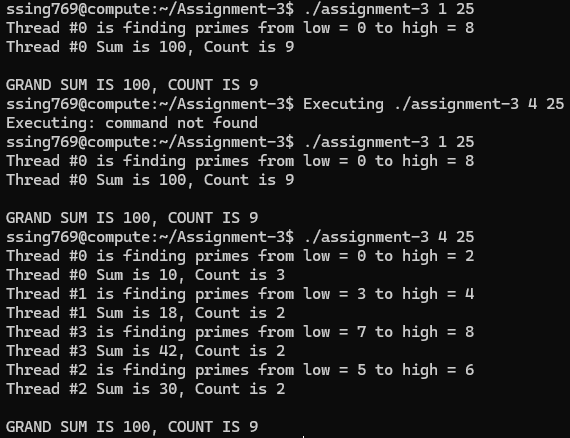 ssing769@compute:~/Assignment-3$ ./assignment-3 1 25
Thread #0 is finding primes from low = 0 to high = 8
Thread #0 Sum is 100, Count is 9
GRAND SUM IS 100, COUNT IS 9
ssing769@compute:~/Assignment-3$ Executing ./assignment-3 4 25
Executing: command not found
ssing769@compute:~/Assignment-3$ ./assignment-3 1 25
Thread #0 is finding primes from low = 0 to high = 8
Thread #0 Sum is 100, Count is 9
GRAND SUM IS 100, COUNT IS 9
ssing769@compute:~/Assignment-3$ ./assignment-3 4 25
Thread #0 is finding primes from low = 0 to high = 2
Thread #0 Sum is 10, Count is 3
Thread #1 is finding primes from low = 3 to high = 4
Thread #1 Sum is 18, Count is 2
Thread #3 is finding primes from low = 7 to high = 8
Thread #3 Sum is 42, Count is 2
Thread #2 is finding primes from low = 5 to high = 6
Thread #2 Sum is 30, Count is 2
GRAND SUM IS 100, COUNT IS 9